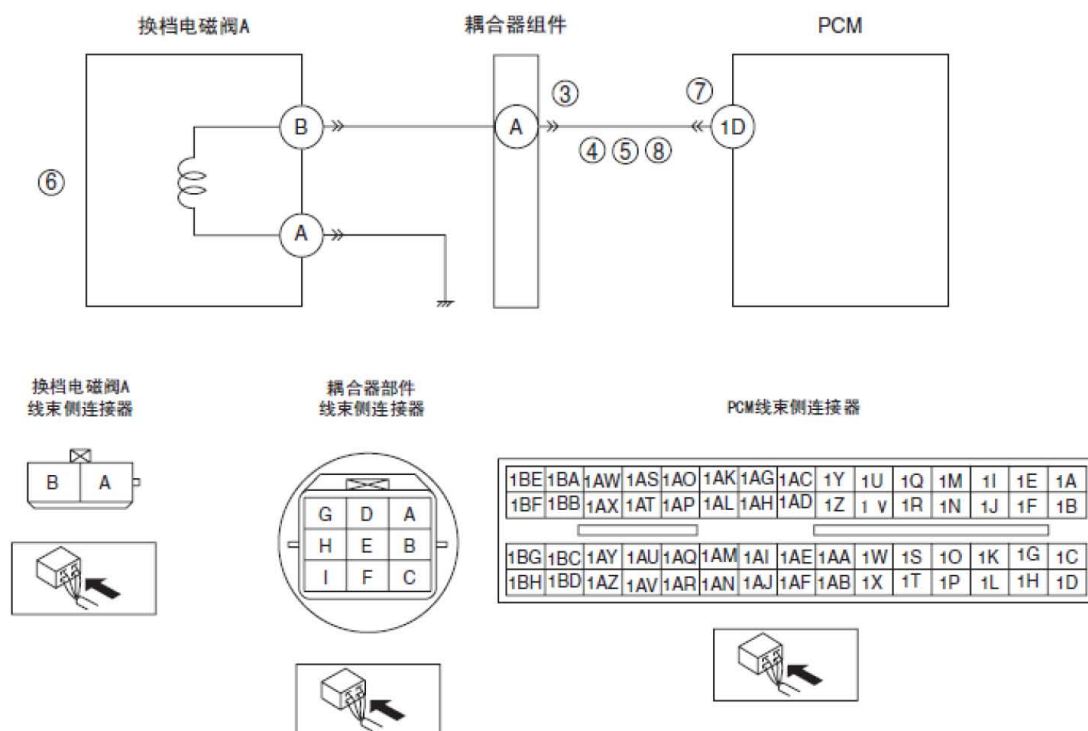 换档电磁阀A
耦合器组件
PCM
③
⑦
B
A
1D
④ ⑤ ⑧
⑥
A
换档电磁阀A
线束侧连接器
耦合器部件
线束侧连接器
PCM线束侧连接器
B A
G D A
H E B
I F C
1BE 1BA 1AW 1AS 1AO 1AK 1AG 1AC 1Y 1U 1Q 1M 1I 1E 1A
1BF 1BB 1AX 1AT 1AP 1AL 1AH 1AD 1Z 1V 1R 1N 1J 1F 1B
1BG 1BC 1AY 1AU 1AQ 1AM 1AI 1AE 1AA 1W 1S 1O 1K 1G 1C
1BH 1BD 1AZ 1AV 1AR 1AN 1AJ 1AF 1AB 1X 1T 1P 1L 1H 1D